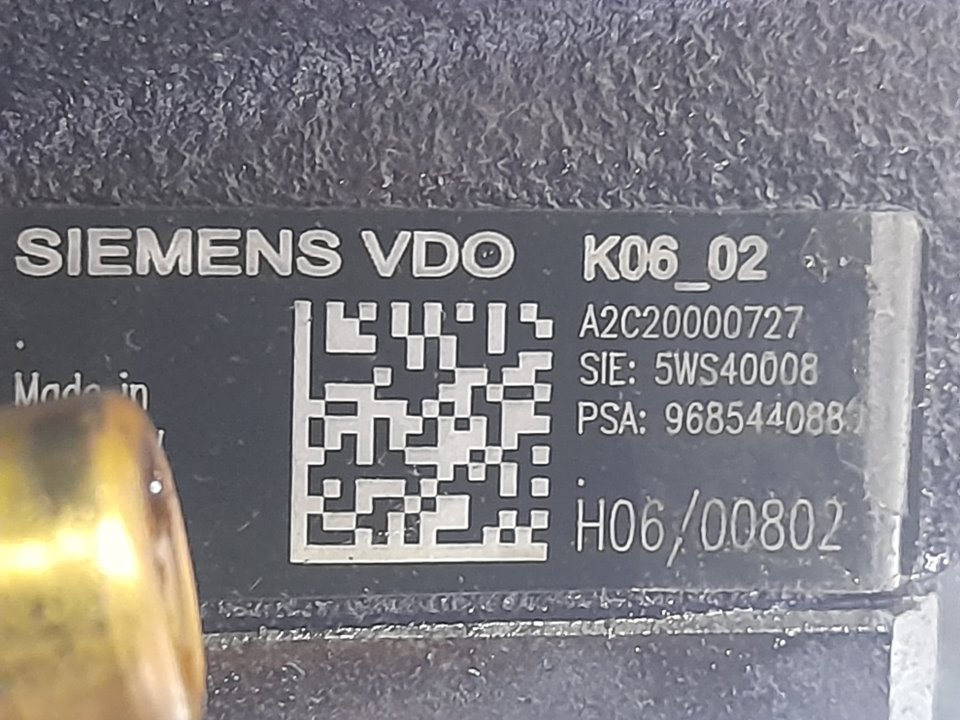 SIEMENS VDO K06_02
A2C20000727
SIE: 5WS40008
Made in
PSA: 968544088
H06/00802